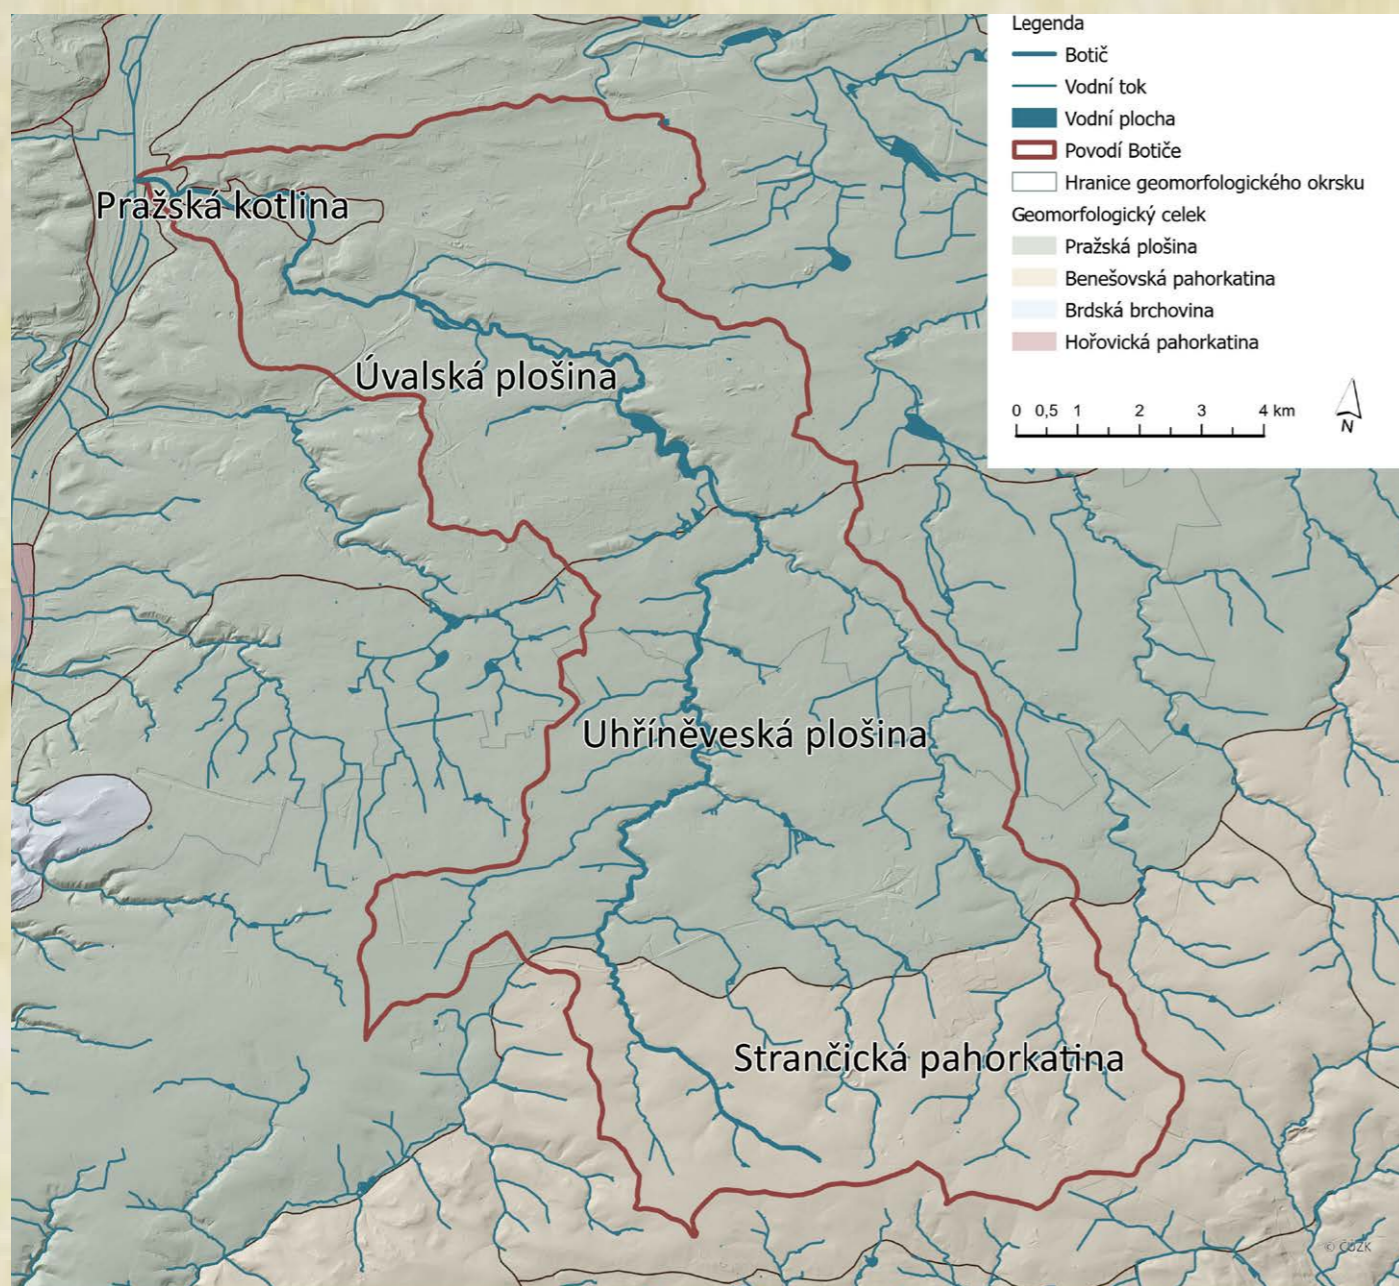 Legenda
Botič
Vodní tok
Vodní plocha
Povodí Botiče
Hranice geomorfologického okrsku
Geomorfologický celek
Pražská plošina
Benešovská pahorkatina
Brdská brchovina
Hořovická pahorkatina
0 0,5 1 2 3 4 km
N
Pražská kotlina
Úvalská plošina
Uhříněveská plošina
Strančická pahorkatina
© ČÚZK